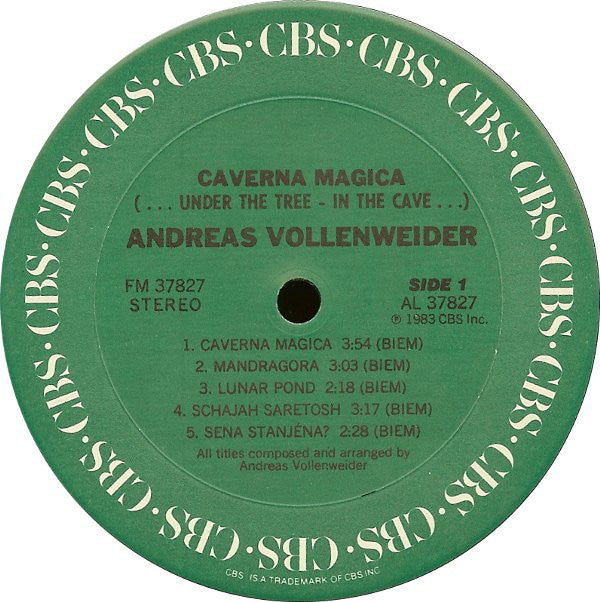 CBS · CBS · CBS · CBS · CBS · CBS · CBS · CBS · CBS · CBS · CBS · CBS · CBS · CBS · CBS · CBS · CBS · CBS ·
CAVERNA MAGICA
(. . . UNDER THE TREE - IN THE CAVE . . .)
ANDREAS VOLLENWEIDER
FM 37827
STEREO
SIDE 1
AL 37827
℗ 1983 CBS Inc.
1. CAVERNA MAGICA 3:54 (BIEM)
2. MANDRAGORA 3:03 (BIEM)
3. LUNAR POND 2:18 (BIEM)
4. SCHAJAH SARETOSH 3:17 (BIEM)
5. SENA STANJÉNA? 2:28 (BIEM)
All titles composed and arranged by
Andreas Vollenweider
CBS IS A TRADEMARK OF CBS INC